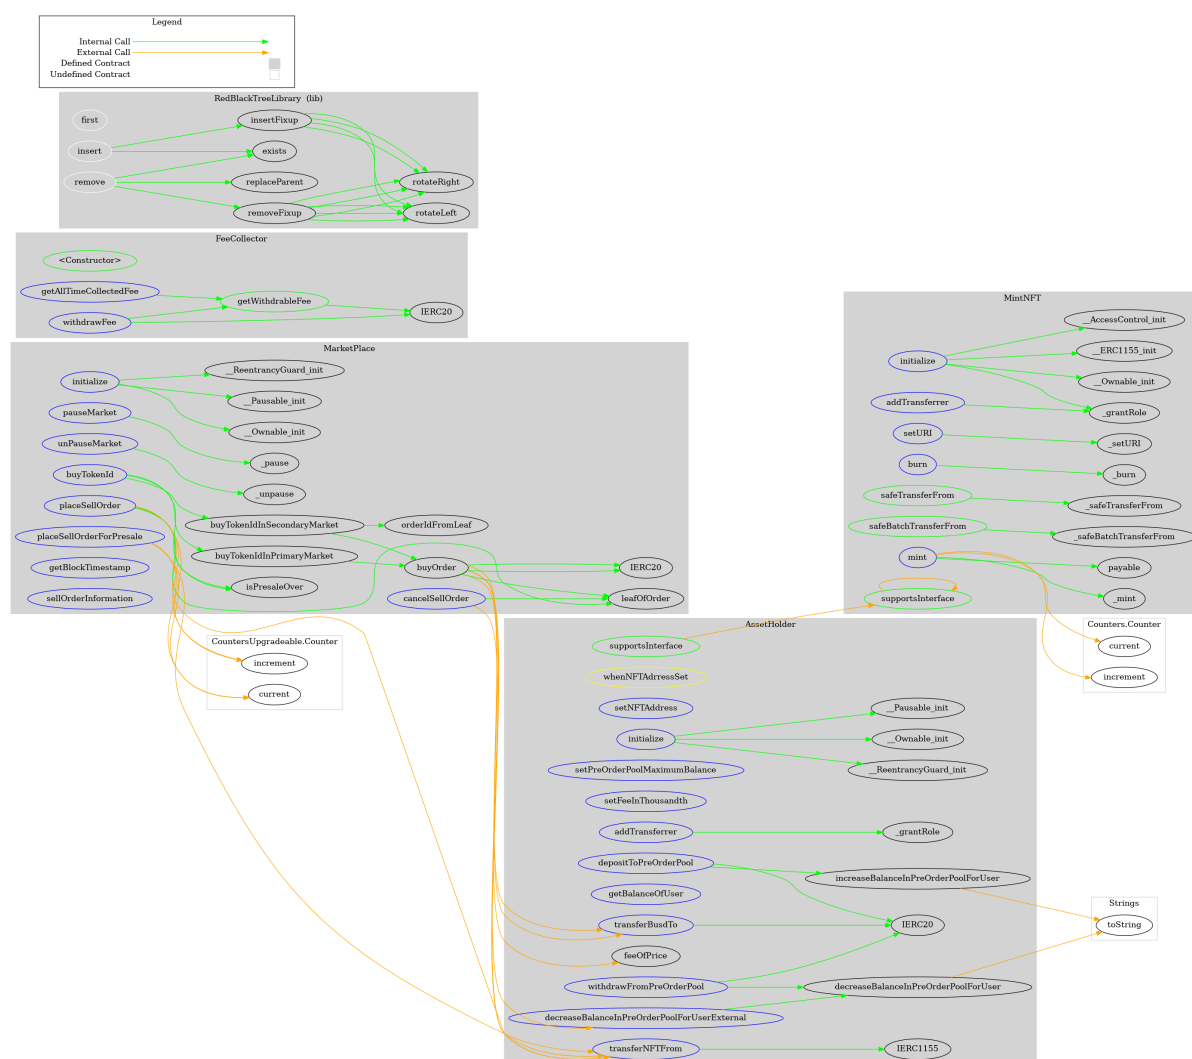 Legend
Internal Call
External Call
Defined Contract
Undefined Contract
RedBlackTreeLibrary  (lib)
first
insert
remove
insertFixup
exists
replaceParent
removeFixup
rotateRight
rotateLeft
FeeCollector
<Constructor>
getAllTimeCollectedFee
withdrawFee
getWithdrableFee
IERC20
MarketPlace
initialize
pauseMarket
unPauseMarket
buyTokenId
placeSellOrder
placeSellOrderForPresale
getBlockTimestamp
sellOrderInformation
__ReentrancyGuard_init
__Pausable_init
__Ownable_init
_pause
_unpause
buyTokenIdInSecondaryMarket
buyTokenIdInPrimaryMarket
isPresaleOver
orderIdFromLeaf
buyOrder
cancelSellOrder
IERC20
leafOfOrder
MintNFT
initialize
addTransferrer
setURI
burn
safeTransferFrom
safeBatchTransferFrom
mint
supportsInterface
__AccessControl_init
__ERC1155_init
__Ownable_init
_grantRole
_setURI
_burn
_safeTransferFrom
_safeBatchTransferFrom
payable
_mint
CountersUpgradeable.Counter
increment
current
Counters.Counter
current
increment
AssetHolder
supportsInterface
whenNFTAdrressSet
setNFTAddress
initialize
setPreOrderPoolMaximumBalance
setFeeInThousandth
addTransferrer
depositToPreOrderPool
getBalanceOfUser
transferBusdTo
feeOfPrice
withdrawFromPreOrderPool
decreaseBalanceInPreOrderPoolForUserExternal
transferNFTFrom
__Pausable_init
__Ownable_init
__ReentrancyGuard_init
_grantRole
increaseBalanceInPreOrderPoolForUser
IERC20
decreaseBalanceInPreOrderPoolForUser
IERC1155
Strings
toString